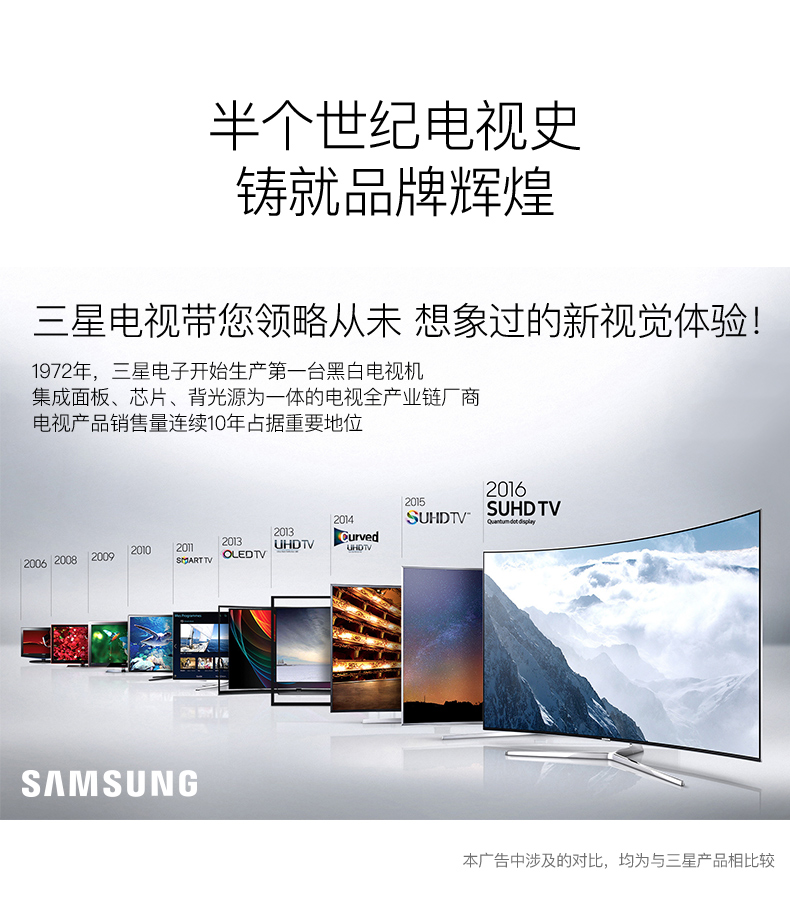 半个世纪电视史
铸就品牌辉煌
三星电视带您领略从未 想象过的新视觉体验!
1972年，三星电子开始生产第一台黑白电视机
集成面板、芯片、背光源为一体的电视全产业链厂商
电视产品销售量连续10年占据重要地位
2006
2008
2009
2010
2011
SMART TV
2013
OLED TV
2013
UHD TV
2014
Curved
UHD TV
2015
SUHD TV
2016
SUHD TV
Quantum dot display
SAMSUNG
本广告中涉及的对比，均为与三星产品相比较